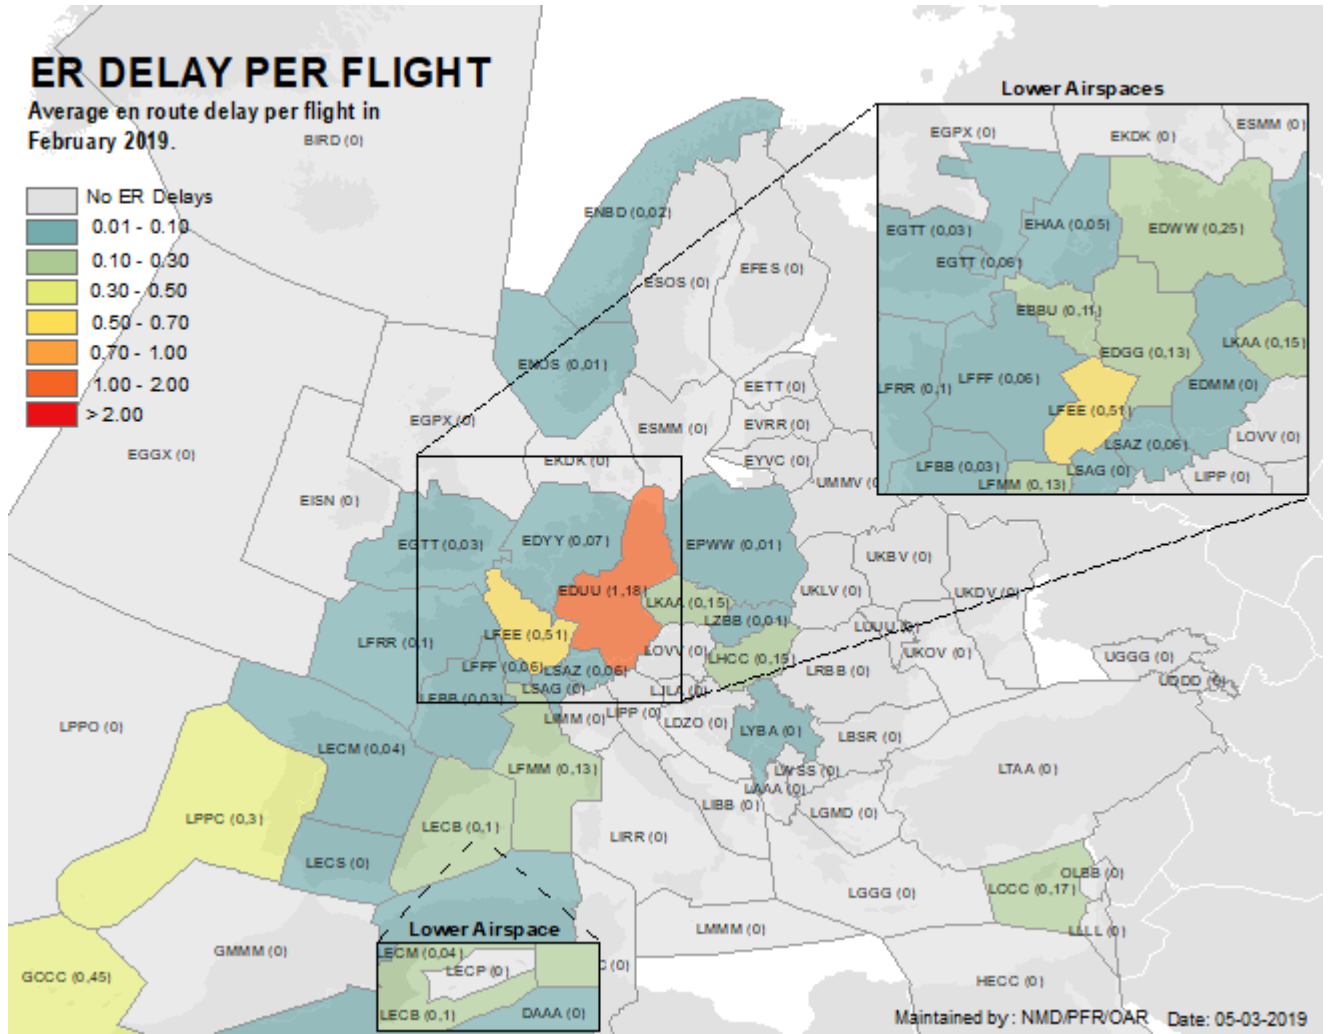 ER DELAY PER FLIGHT
Average en route delay per flight in
February 2019.
No ER Delays
0.01 - 0.10
0.10 - 0.30
0.30 - 0.50
0.50 - 0.70
0.70 - 1.00
1.00 - 2.00
> 2.00
Lower Airspaces
EGPX (0)
EKDK (0)
ESMM (0)
EGTT (0,03)
EHAA (0,05)
EDWW (0,25)
EGTT (0,06)
EBBU (0,11)
EDGG (0,13)
LKAA (0,15)
LFRR (0,1)
LFFF (0,06)
EDMM (0)
LFEE (0,51)
LSAZ (0,06)
LOVV (0)
LFBB (0,03)
LSAG (0)
LIPP (0)
LFMM (0,13)
BIRD (0)
ENBD (0,02)
ESOS (0)
EFES (0)
ENOS (0,01)
EETT (0)
EGPX (0)
ESMM (0)
EVRR (0)
EGGX (0)
EKDK (0)
EYVC (0)
UMMV (0)
EISN (0)
EGTT (0,03)
EDYY (0,07)
EPWW (0,01)
UKBV (0)
EDUU (1,18)
LKAA (0,15)
UKLV (0)
UKDV (0)
LZBB (0,01)
LFRR (0,1)
LFEE (0,51)
LOVV (0)
LHCC (0,15)
UKOV (0)
UGGG (0)
LFFF (0,06)
LSAZ (0,06)
LRBB (0)
UDDD (0)
LFBB (0,03)
LSAG (0)
LJLA (0)
LPPO (0)
LIMM (0)
LIPP (0)
LDZO (0)
LYBA (0)
LBSR (0)
LECM (0,04)
LFMM (0,13)
LWSS (0)
LTAA (0)
LAAA (0)
LPPC (0,3)
LECB (0,1)
LIBB (0)
LGMD (0)
LIRR (0)
LECS (0)
LGGG (0)
LCCC (0,17)
OLBB (0)
LMMM (0)
LLLL (0)
GMMM (0)
GCCC (0,45)
HECC (0)
Lower Airspace
LECM (0,04)
LECP (0)
LECB (0,1)
DAAA (0)
C (0)
Maintained by : NMD/PFR/OAR Date: 05-03-2019